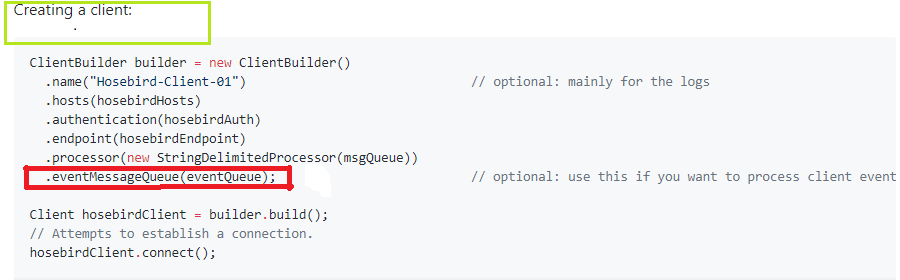 Creating a client:
.
ClientBuilder builder = new ClientBuilder()
.name("Hosebird-Client-01") // optional: mainly for the logs
.hosts(hosebirdHosts)
.authentication(hosebirdAuth)
.endpoint(hosebirdEndpoint)
.processor(new StringDelimitedProcessor(msgQueue))
.eventMessageQueue(eventQueue); // optional: use this if you want to process client event
Client hosebirdClient = builder.build();
// Attempts to establish a connection.
hosebirdClient.connect();